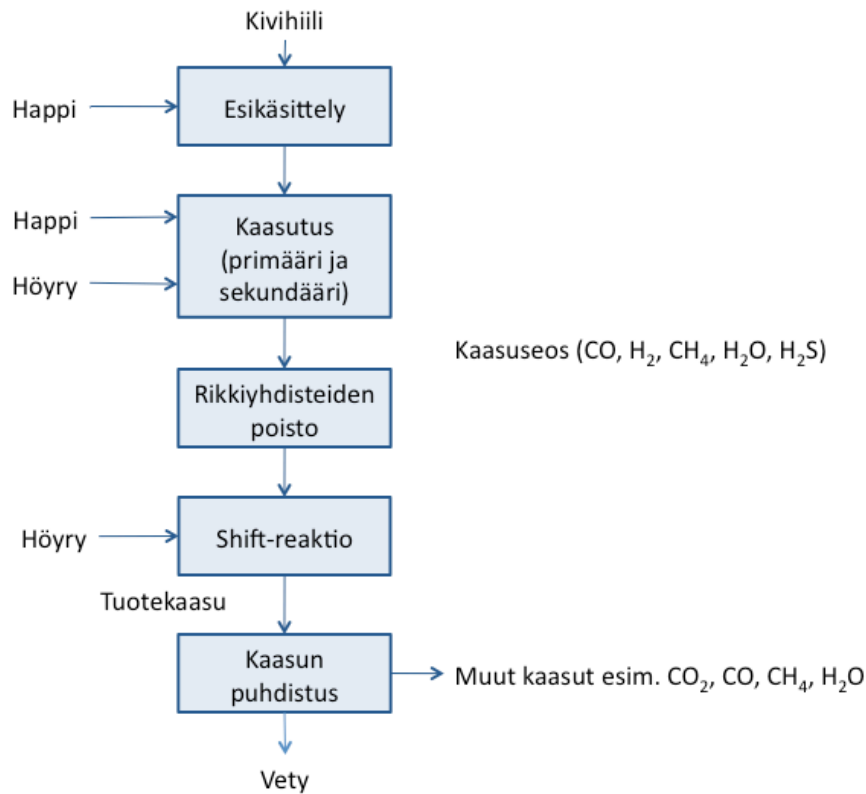 Kivihiili
Happi
Esikäsittely
Happi
Kaasutus
(primääri ja
sekundääri)
Höyry
Kaasuseos (CO, H₂, CH₄, H₂O, H₂S)
Rikkiyhdisteiden
poisto
Höyry
Shift-reaktio
Tuotekaasu
Kaasun
puhdistus
Muut kaasut esim. CO₂, CO, CH₄, H₂O
Vety